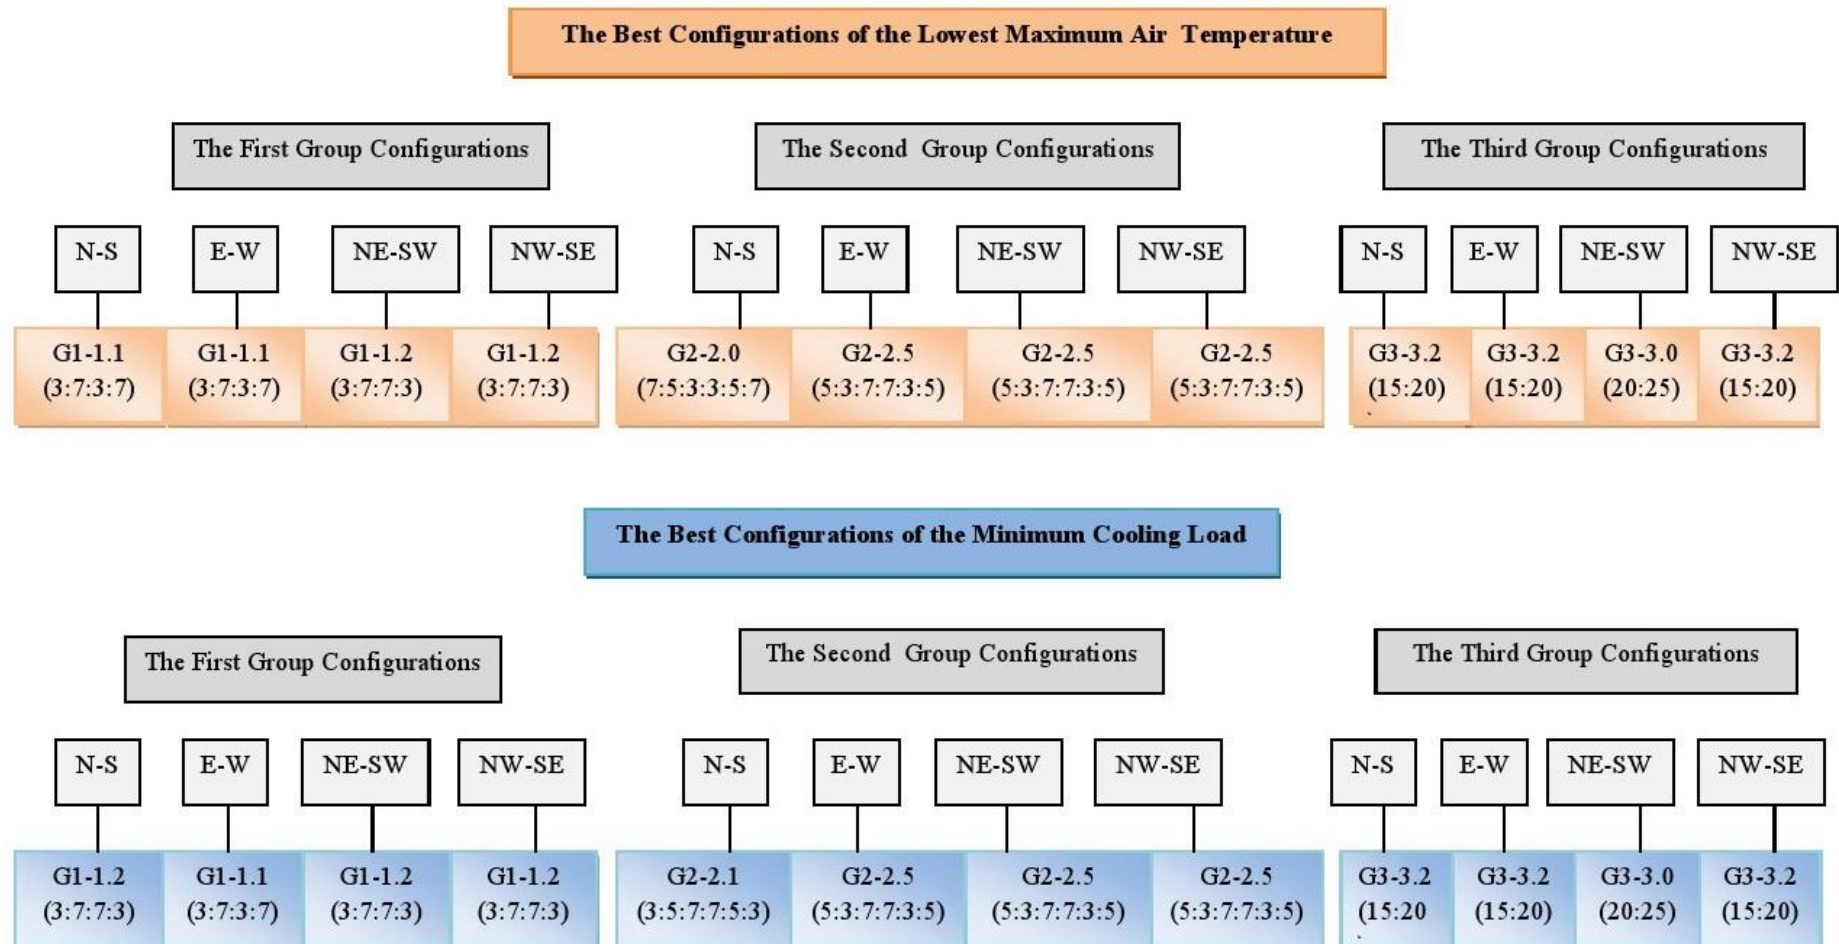 The Best Configurations of the Lowest Maximum Air Temperature
The First Group Configurations
The Second Group Configurations
The Third Group Configurations
N-S
E-W
NE-SW
NW-SE
N-S
E-W
NE-SW
NW-SE
N-S
E-W
NE-SW
NW-SE
G1-1.1
(3:7:3:7)
G1-1.1
(3:7:3:7)
G1-1.2
(3:7:7:3)
G1-1.2
(3:7:7:3)
G2-2.0
(7:5:3:3:5:7)
G2-2.5
(5:3:7:7:3:5)
G2-2.5
(5:3:7:7:3:5)
G2-2.5
(5:3:7:7:3:5)
G3-3.2
(15:20)
G3-3.2
(15:20)
G3-3.0
(20:25)
G3-3.2
(15:20)
The Best Configurations of the Minimum Cooling Load
The First Group Configurations
The Second Group Configurations
The Third Group Configurations
N-S
E-W
NE-SW
NW-SE
N-S
E-W
NE-SW
NW-SE
N-S
E-W
NE-SW
NW-SE
G1-1.2
(3:7:7:3)
G1-1.1
(3:7:3:7)
G1-1.2
(3:7:7:3)
G1-1.2
(3:7:7:3)
G2-2.1
(3:5:7:7:5:3)
G2-2.5
(5:3:7:7:3:5)
G2-2.5
(5:3:7:7:3:5)
G2-2.5
(5:3:7:7:3:5)
G3-3.2
(15:20
G3-3.2
(15:20)
G3-3.0
(20:25)
G3-3.2
(15:20)